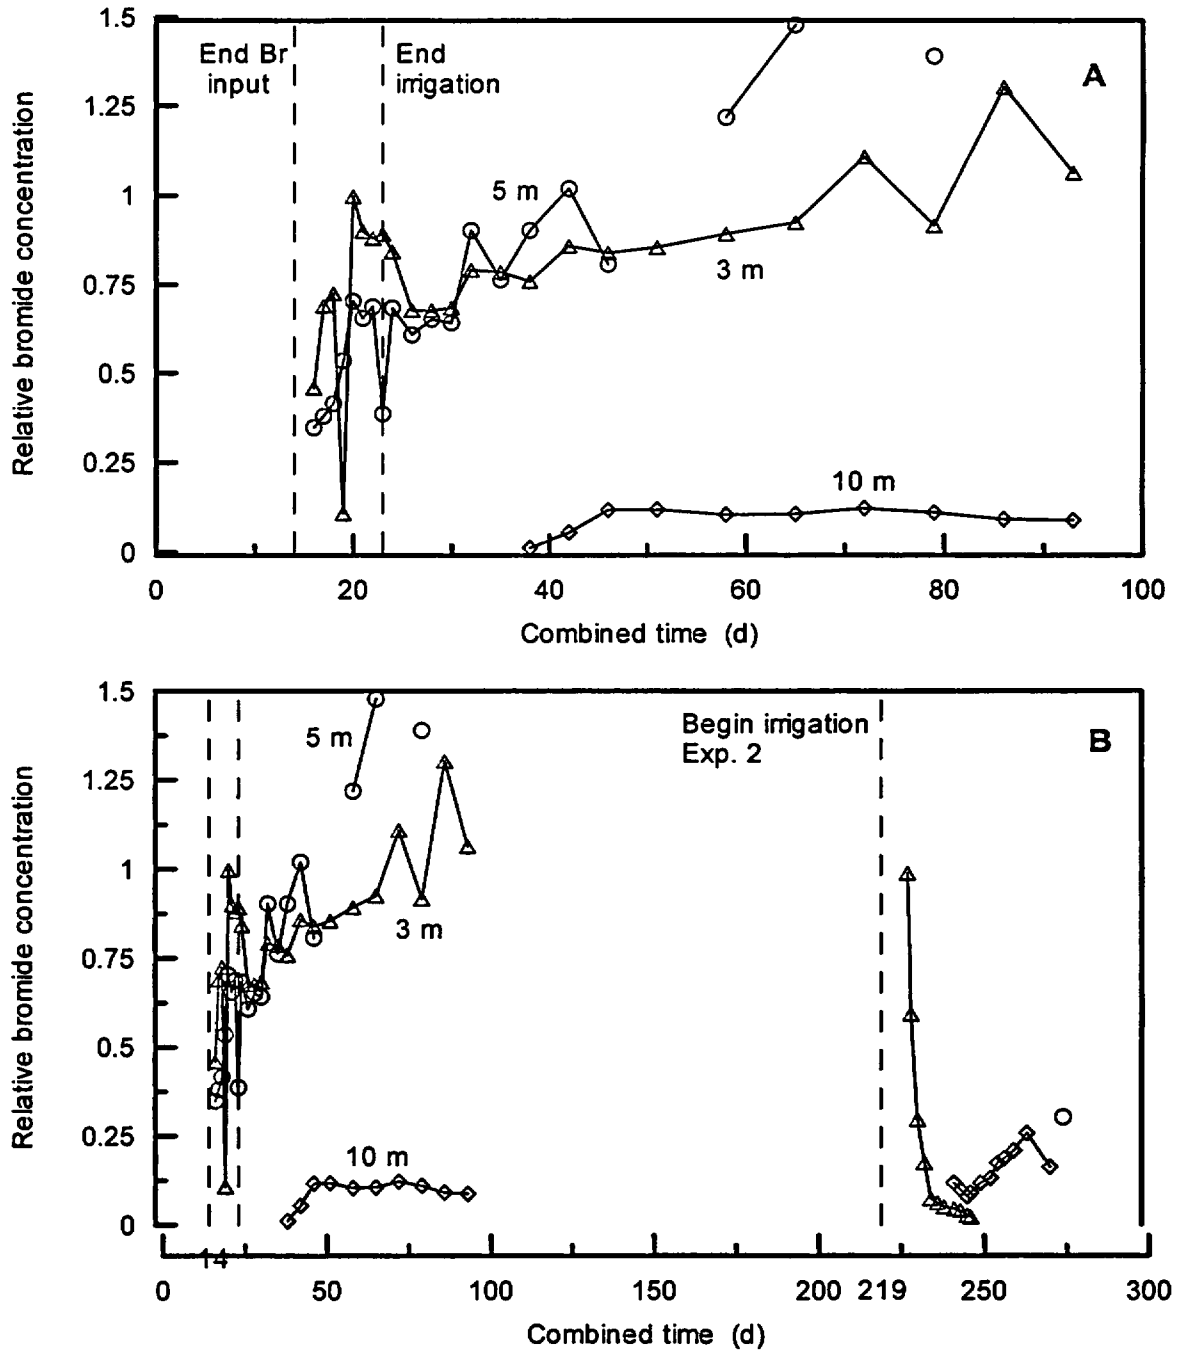 1.5
End Br
input
End
irrigation
A
1.25
1
5 m
0.75
3 m
0.5
0.25
10 m
0
0 20 40 60 80 100
Combined time (d)
Relative bromide concentration
1.5
5 m
Begin irrigation
Exp. 2
B
1.25
1
3 m
0.75
0.5
0.25
10 m
0
14
0 50 100 150 200 219 250 300
Combined time (d)
Relative bromide concentration